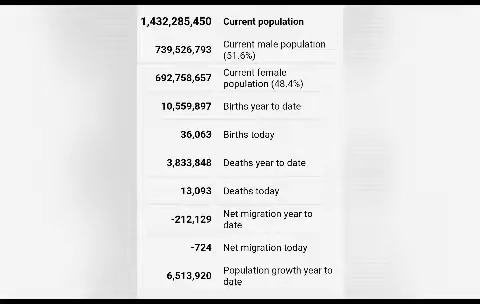 1,432,285,450 Current population
739,526,793 Current male population
(51.6%)
692,758,657 Current female
population (48.4%)
10,559,897 Births year to date
36,063 Births today
3,833,848 Deaths year to date
13,093 Deaths today
-212,129 Net migration year to
date
-724 Net migration today
6,513,920 Population growth year to
date